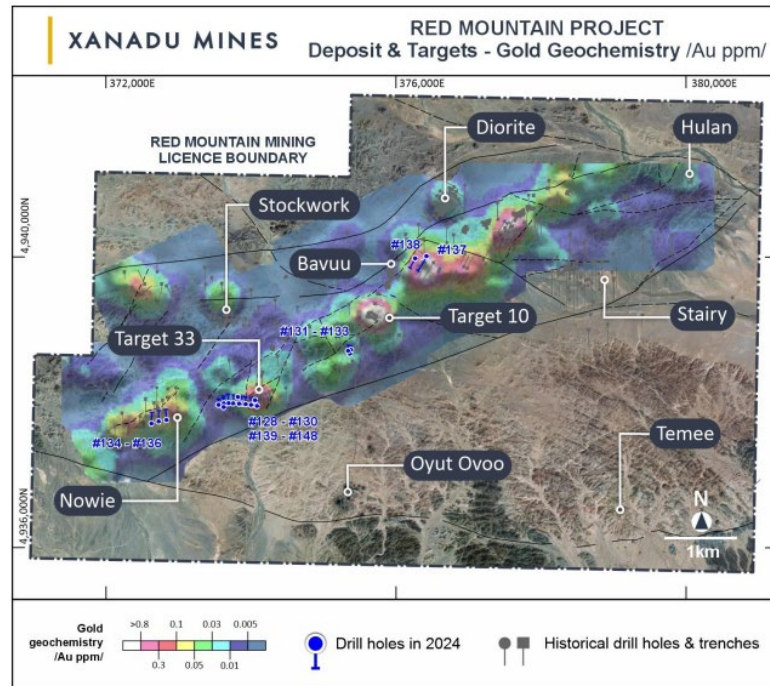 XANADU MINES
RED MOUNTAIN PROJECT
Deposit & Targets - Gold Geochemistry /Au ppm/
372,000E
376,000E
380,000E
RED MOUNTAIN MINING
LICENCE BOUNDARY
Diorite
Hulan
Stockwork
4,940,000N
#138
#137
Bavuu
Target 10
Stairy
#131 - #133
Target 33
#128 - #130
#139 - #148
#134 - #136
Oyut Ovoo
Temee
Nowie
4,936,000N
N
1km
Gold
geochemistry
/Au ppm/
>0.8 0.1 0.03 0.005
0.3 0.05 0.01
Drill holes in 2024
Historical drill holes & trenches